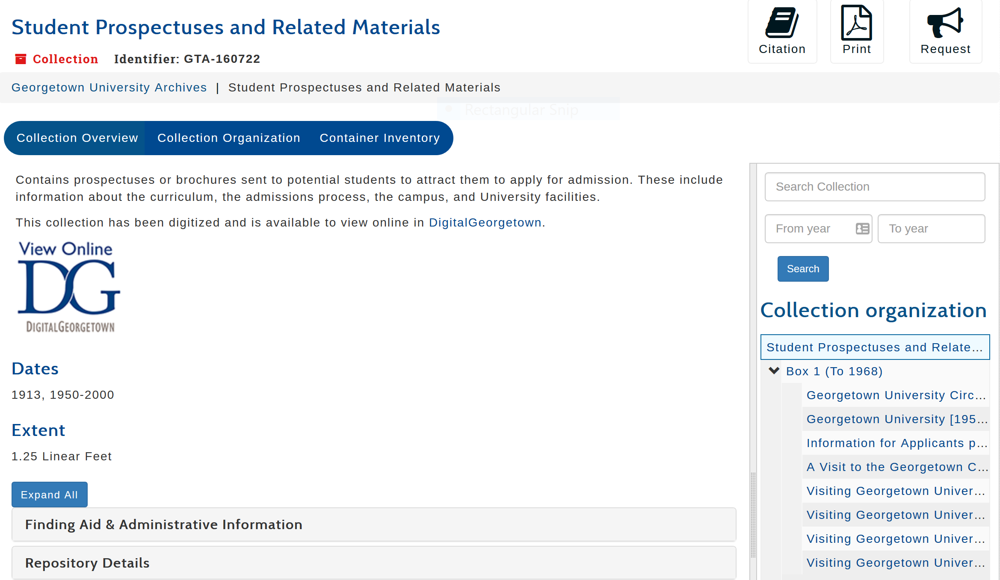 Student Prospectuses and Related Materials
Citation
Print
Request
Collection Identifier: GTA-160722
Georgetown University Archives | Student Prospectuses and Related Materials
Rectangular Snip
Collection Overview
Collection Organization
Container Inventory
Contains prospectuses or brochures sent to potential students to attract them to apply for admission. These include
information about the curriculum, the admissions process, the campus, and University facilities.
This collection has been digitized and is available to view online in DigitalGeorgetown.
View Online
DG
DIGITALGEORGETOWN
Dates
1913, 1950-2000
Extent
1.25 Linear Feet
Expand All
Finding Aid & Administrative Information
Repository Details
Search Collection
From year
To year
Search
Collection organization
Student Prospectuses and Relate...
Box 1 (To 1968)
Georgetown University Circ...
Georgetown University [195...
Information for Applicants p...
A Visit to the Georgetown C...
Visiting Georgetown Univer...
Visiting Georgetown Univer...
Visiting Georgetown Univer...
Visiting Georgetown Univer...